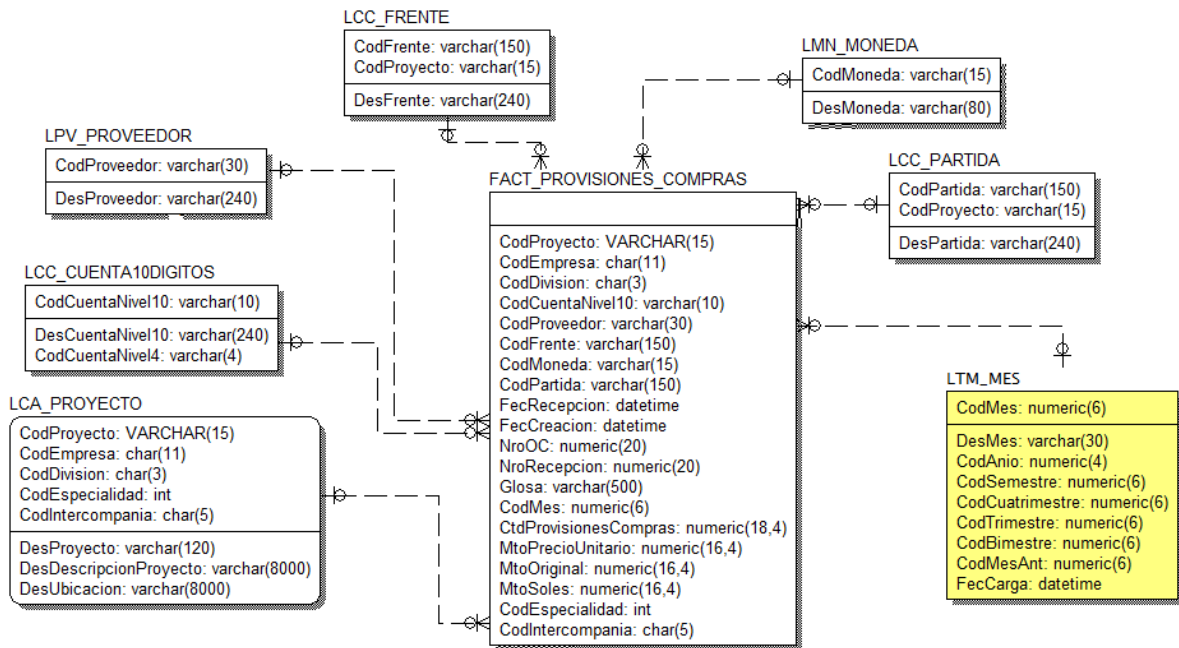 LCC_FRENTE
CodFrente: varchar(150)
CodProyecto: varchar(15)
DesFrente: varchar(240)
LMN_MONEDA
CodMoneda: varchar(15)
DesMoneda: varchar(80)
LPV_PROVEEDOR
CodProveedor: varchar(30)
DesProveedor: varchar(240)
LCC_PARTIDA
CodPartida: varchar(150)
CodProyecto: varchar(15)
DesPartida: varchar(240)
FACT_PROVISIONES_COMPRAS
CodProyecto: VARCHAR(15)
CodEmpresa: char(11)
CodDivision: char(3)
CodCuentaNivel10: varchar(10)
CodProveedor: varchar(30)
CodFrente: varchar(150)
CodMoneda: varchar(15)
CodPartida: varchar(150)
FecRecepcion: datetime
FecCreacion: datetime
NroOC: numeric(20)
NroRecepcion: numeric(20)
Glosa: varchar(500)
CodMes: numeric(6)
CtdProvisionesCompras: numeric(18,4)
MtoPrecioUnitario: numeric(16,4)
MtoOriginal: numeric(16,4)
MtoSoles: numeric(16,4)
CodEspecialidad: int
CodIntercompania: char(5)
LCC_CUENTA10DIGITOS
CodCuentaNivel10: varchar(10)
DesCuentaNivel10: varchar(240)
CodCuentaNivel4: varchar(4)
LCA_PROYECTO
CodProyecto: VARCHAR(15)
CodEmpresa: char(11)
CodDivision: char(3)
CodEspecialidad: int
CodIntercompania: char(5)
DesProyecto: varchar(120)
DesDescripcionProyecto: varchar(8000)
DesUbicacion: varchar(8000)
LTM_MES
CodMes: numeric(6)
DesMes: varchar(30)
CodAnio: numeric(4)
CodSemestre: numeric(6)
CodCuatrimestre: numeric(6)
CodTrimestre: numeric(6)
CodBimestre: numeric(6)
CodMesAnt: numeric(6)
FecCarga: datetime